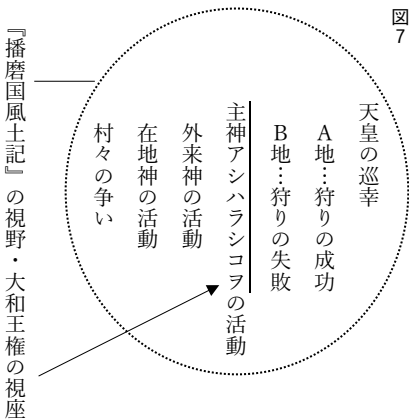 図7
天皇の巡幸
A地…狩りの成功
B地…狩りの失敗
主神アシハラシコヲの活動
外来神の活動
在地神の活動
村々の争い
『播磨国風土記』の視野・大和王権の視座